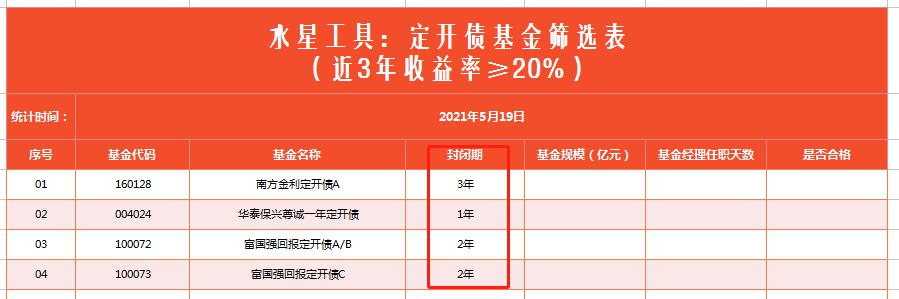 水星工具：定开债基金筛选表
（近3年收益率≥20%）
统计时间： 2021年5月19日
序号 基金代码 基金名称 封闭期 基金规模（亿元） 基金经理任职天数 是否合格
01 160128 南方金利定开债A 3年
02 004024 华泰保兴尊诚一年定开债 1年
03 100072 富国强回报定开债A/B 2年
04 100073 富国强回报定开债C 2年